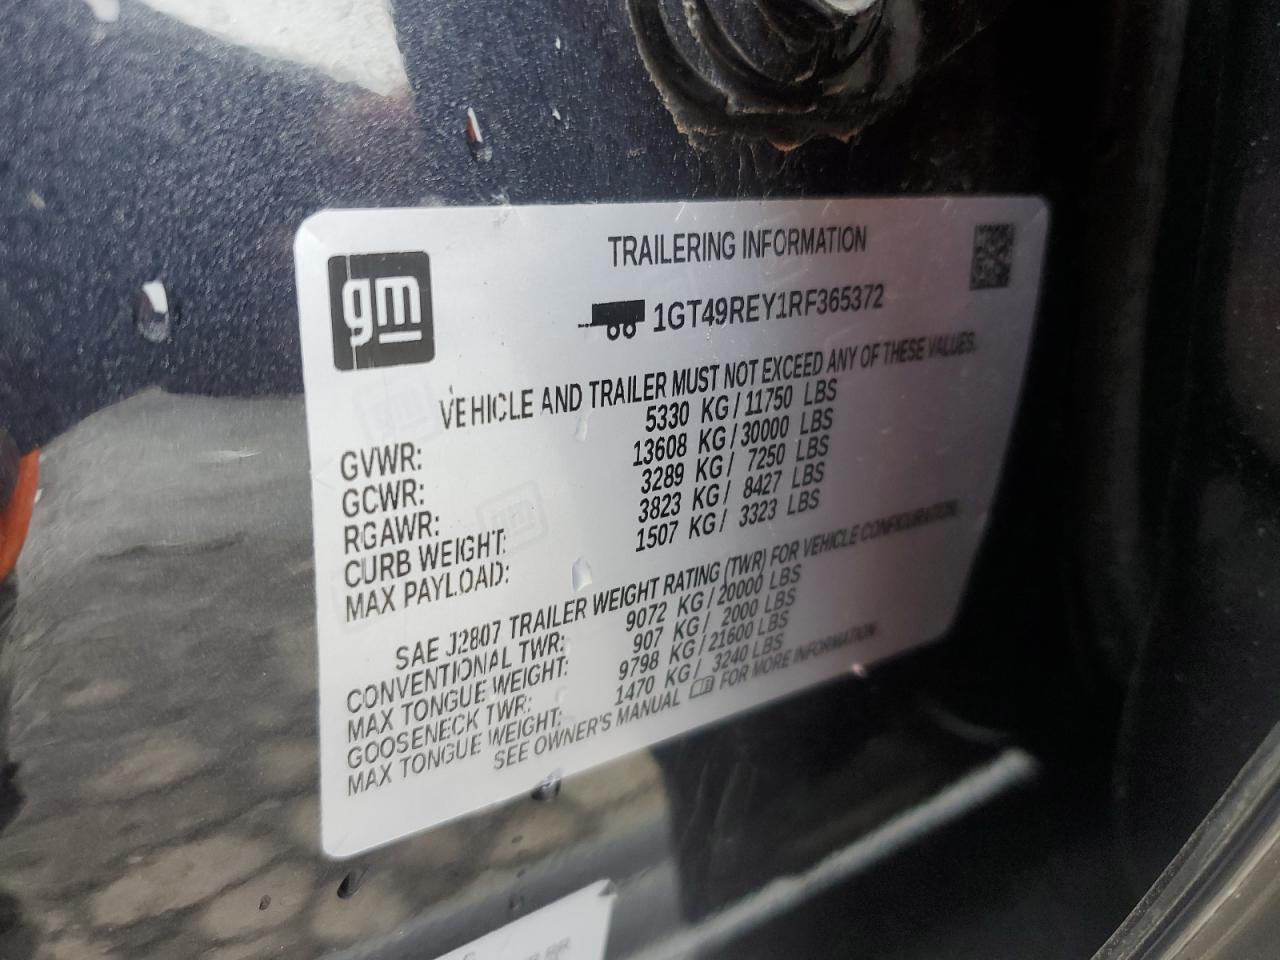 gm
TRAILERING INFORMATION
1GT49REY1RF365372
VEHICLE AND TRAILER MUST NOT EXCEED ANY OF THESE VALUES.
GVWR: 5330 KG/11750 LBS
GCWR: 13608 KG/30000 LBS
RGAWR: 3289 KG/ 7250 LBS
CURB WEIGHT: 3823 KG/ 8427 LBS
MAX PAYLOAD: 1507 KG/ 3323 LBS
SAE J2807 TRAILER WEIGHT RATING (TWR) FOR VEHICLE CONFIGURATION.
CONVENTIONAL TWR: 9072 KG/20000 LBS
MAX TONGUE WEIGHT: 907 KG/ 2000 LBS
GOOSENECK TWR: 9798 KG/21600 LBS
MAX TONGUE WEIGHT: 1470 KG/ 3240 LBS
SEE OWNER'S MANUAL FOR MORE INFORMATION